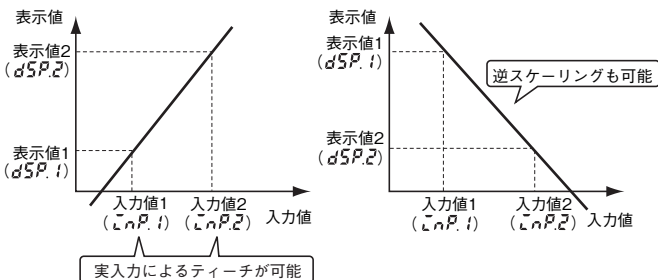 表示値
表示値2
(dSP.2)
表示値1
(dSP.1)
入力値1
(inP.1)
入力値2
(inP.2)
入力値
実入力によるティーチが可能
表示値
表示値1
(dSP.1)
逆スケーリングも可能
表示値2
(dSP.2)
入力値1
(inP.1)
入力値2
(inP.2)
入力値